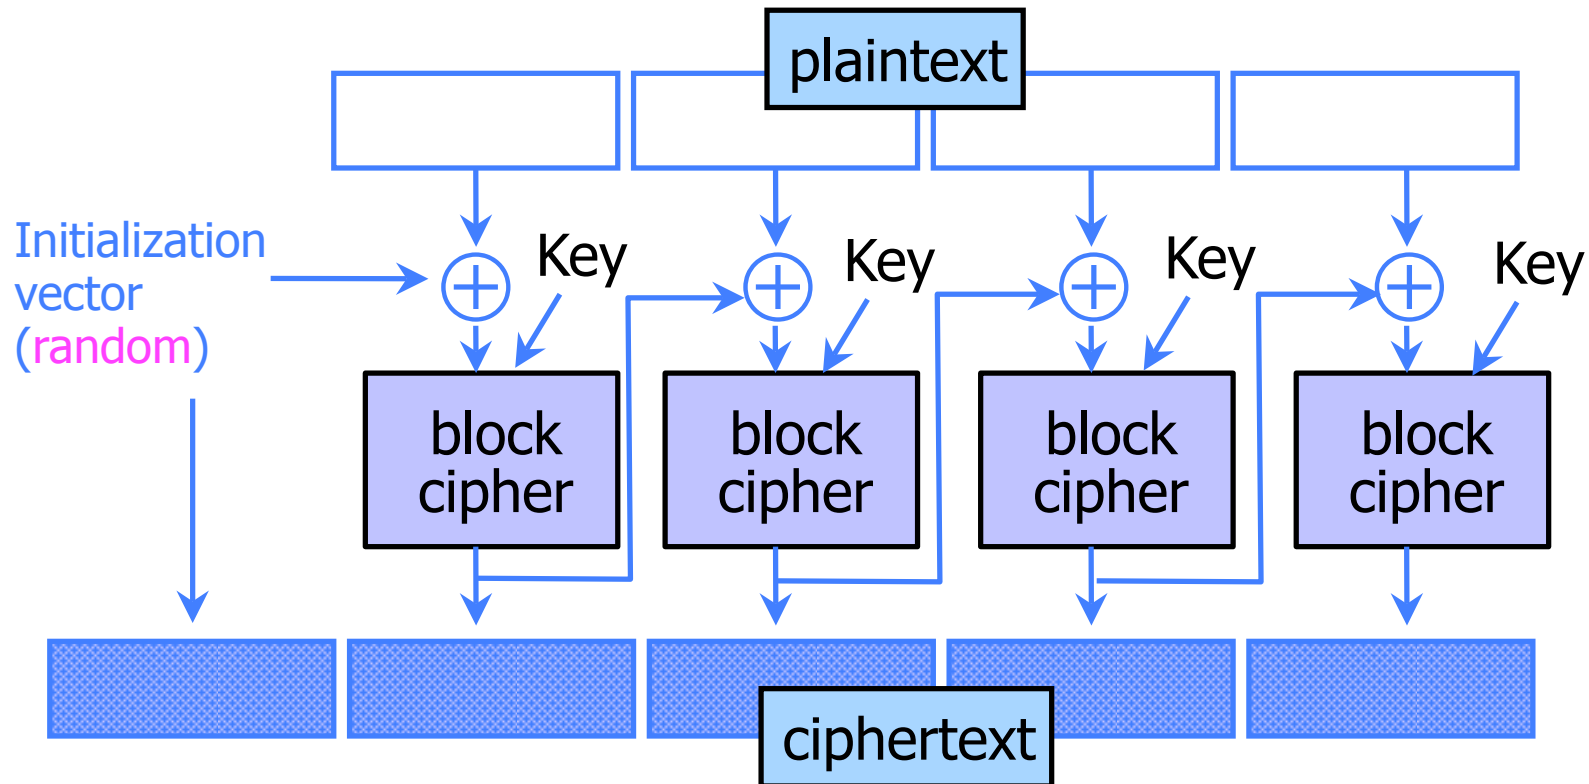 plaintext
Initialization
vector
(random)
Key
Key
Key
Key
block
cipher
block
cipher
block
cipher
block
cipher
ciphertext